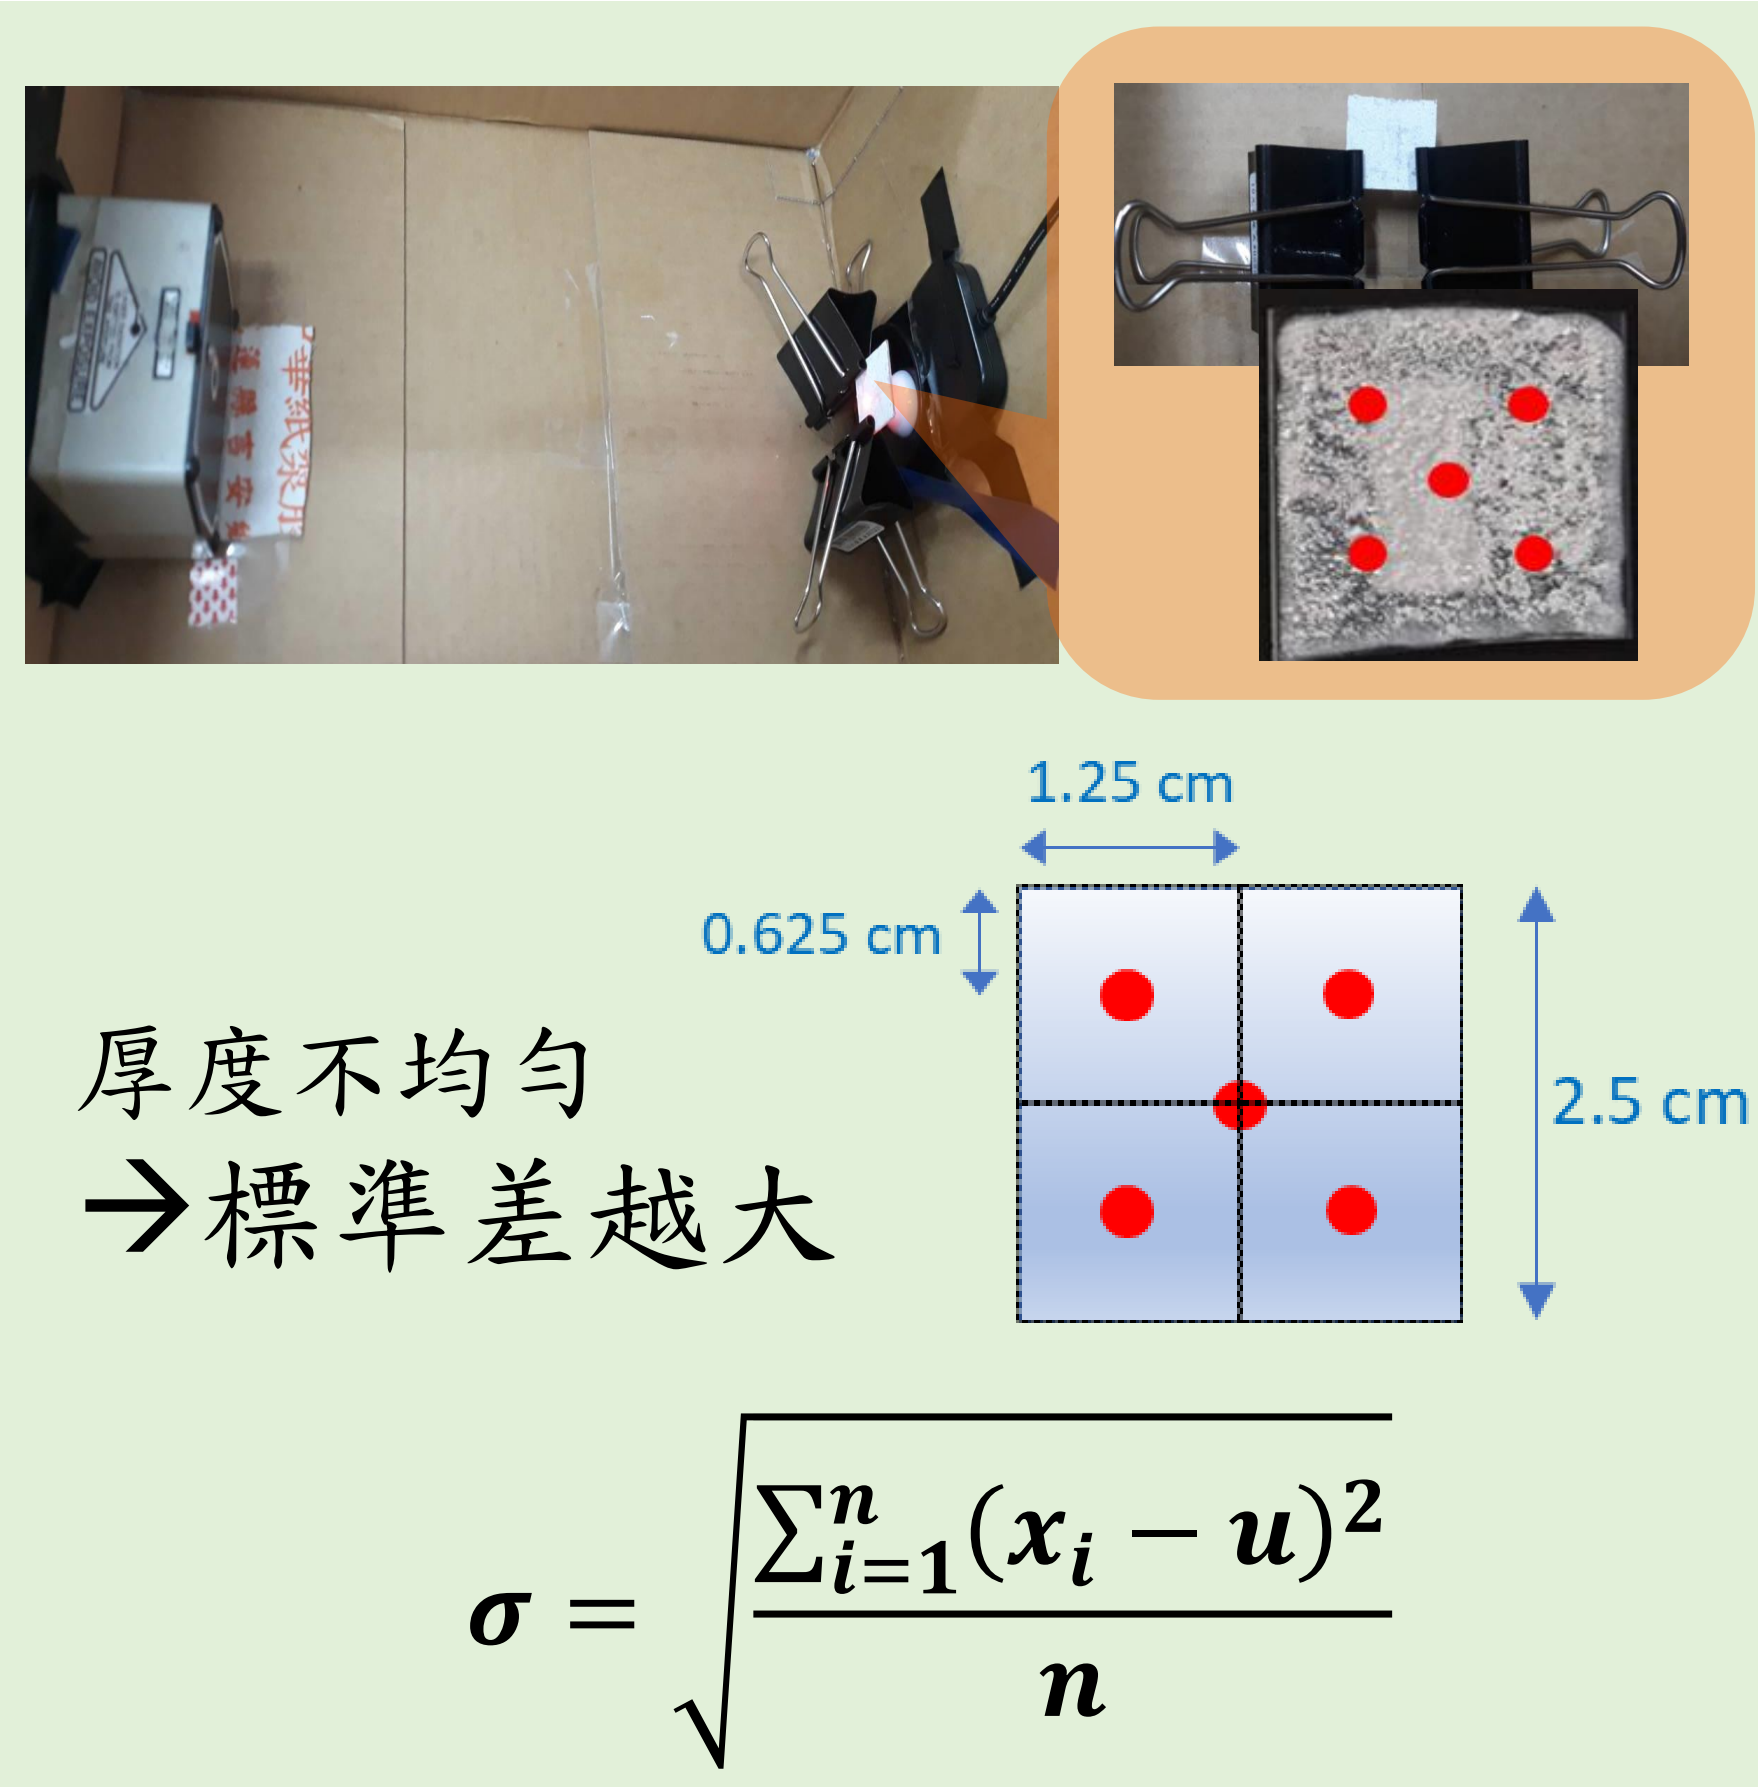 1.25 cm
0.625 cm
2.5 cm
厚度不均勻
→標準差越大
σ = √(∑ⁿᵢ₌₁(xᵢ − u)² / n)